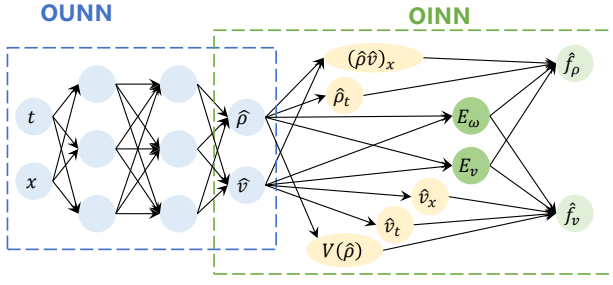 OUNN
OINN
t
x
ρ̂
v̂
(ρ̂v̂)ₓ
ρ̂ₜ
E_ω
E_v
v̂ₓ
v̂ₜ
V(ρ̂)
f̂_ρ
f̂_v